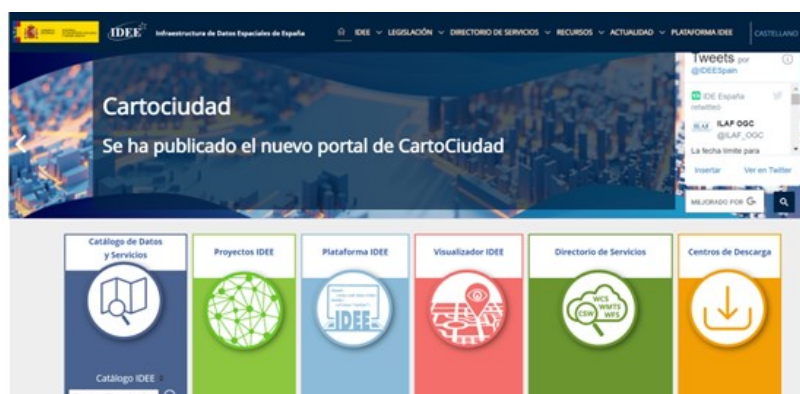 IDEE Infraestructura de Datos Espaciales de España
IDEE
LEGISLACIÓN
DIRECTORIO DE SERVICIOS
RECURSOS
ACTUALIDAD
PLATAFORMA IDEE
CASTELLANO
Cartociudad
Se ha publicado el nuevo portal de CartoCiudad
Tweets por
@IDEESpain
IDE España
retwitteó
ILAF OGC
@ILAF_OGC
La fecha límite para
Insertar
Ver en Twitter
MEJORADO POR G
Catálogo de Datos
y Servicios
Catálogo IDEE
Proyectos IDEE
Plataforma IDEE
IDEE
Visualizador IDEE
Directorio de Servicios
WCS
WMTS
CSW
WFS
Centros de Descarga